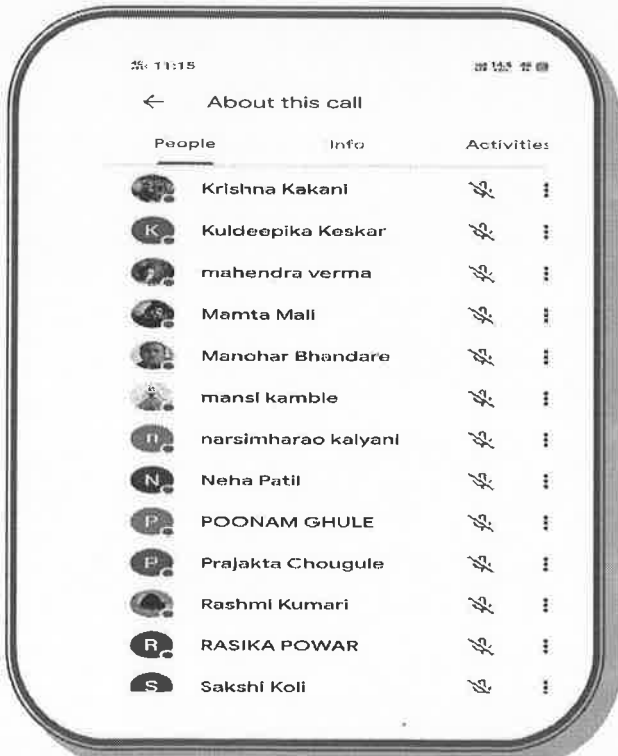 11:15
← About this call
People Info Activities
Krishna Kakani
K Kuldeepika Keskar
mahendra verma
Mamta Mali
Manohar Bhandare
mansi kamble
n narsimharao kalyani
N Neha Patil
P POONAM GHULE
P Prajakta Chougule
Rashmi Kumari
R RASIKA POWAR
S Sakshi Koli